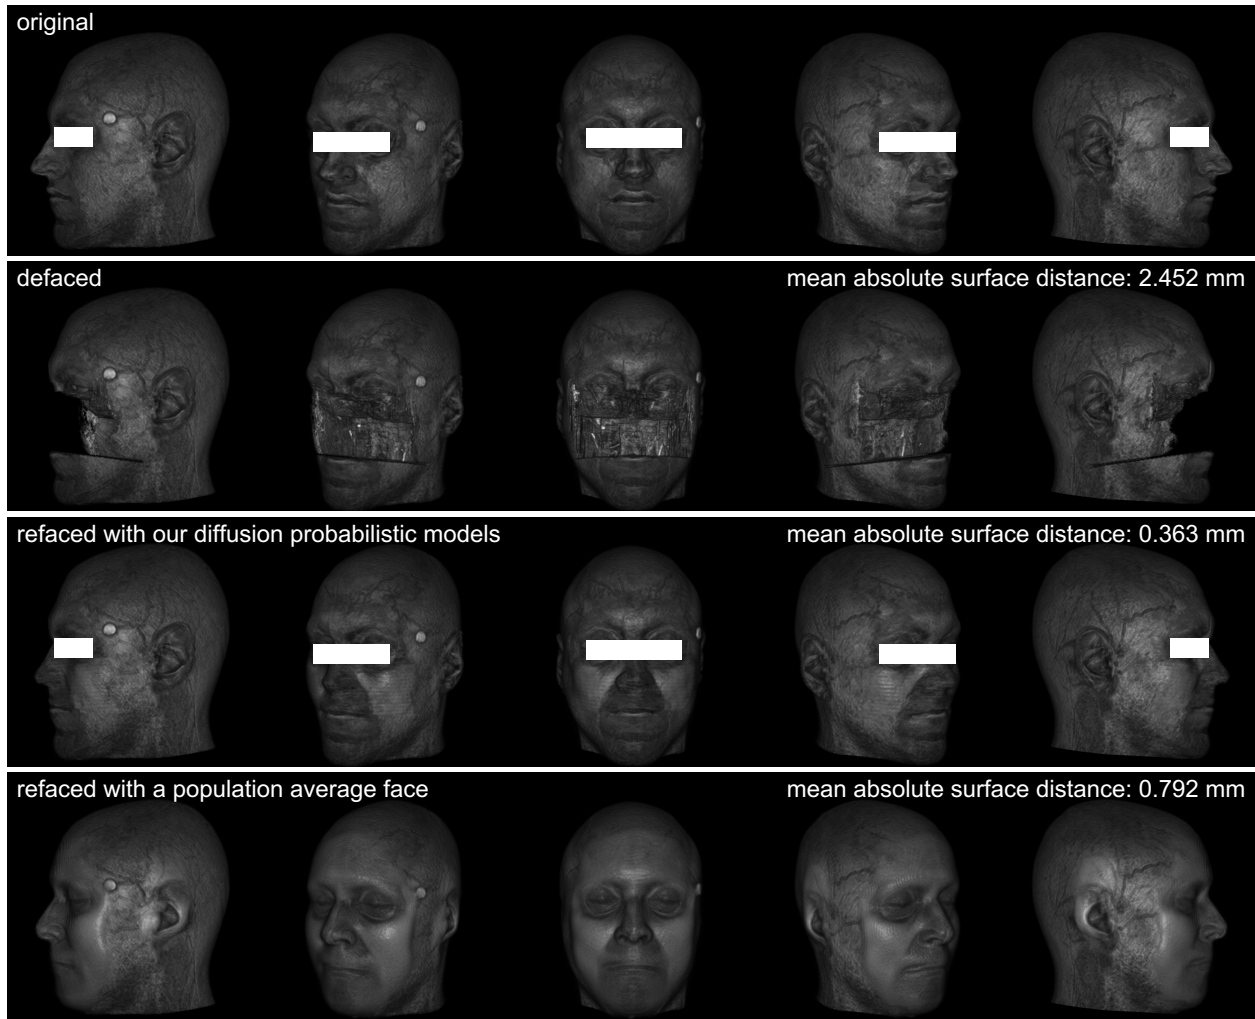 original
defaced
mean absolute surface distance: 2.452 mm
refaced with our diffusion probabilistic models
mean absolute surface distance: 0.363 mm
refaced with a population average face
mean absolute surface distance: 0.792 mm